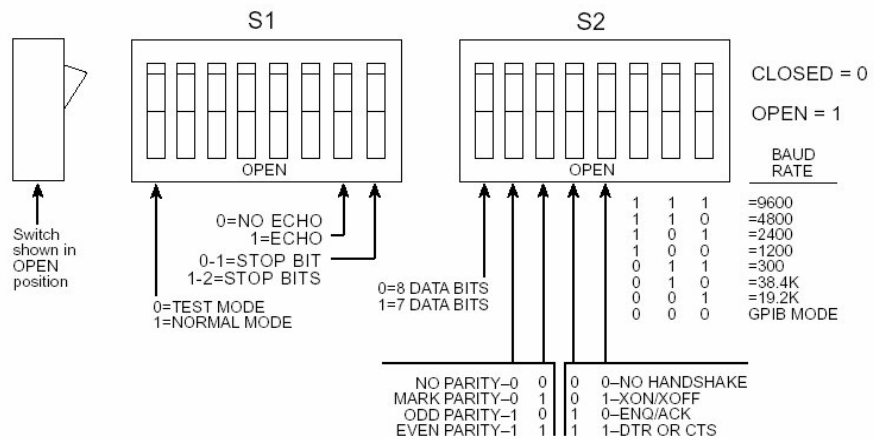 S1
S2
CLOSED = 0
OPEN = 1
OPEN
OPEN
BAUD
RATE
Switch
shown in
OPEN
position
0=NO ECHO
1=ECHO
0-1=STOP BIT
1-2=STOP BITS
0=TEST MODE
1=NORMAL MODE
0=8 DATA BITS
1=7 DATA BITS
1 1 1 =9600
1 1 0 =4800
1 0 1 =2400
1 0 0 =1200
0 1 1 =300
0 1 0 =38.4K
0 0 1 =19.2K
0 0 0 GPIB MODE
NO PARITY–0 0 0 0–NO HANDSHAKE
MARK PARITY–0 1 0 1–XON/XOFF
ODD PARITY–1 0 1 0–ENQ/ACK
EVEN PARITY–1 1 1 1–DTR OR CTS